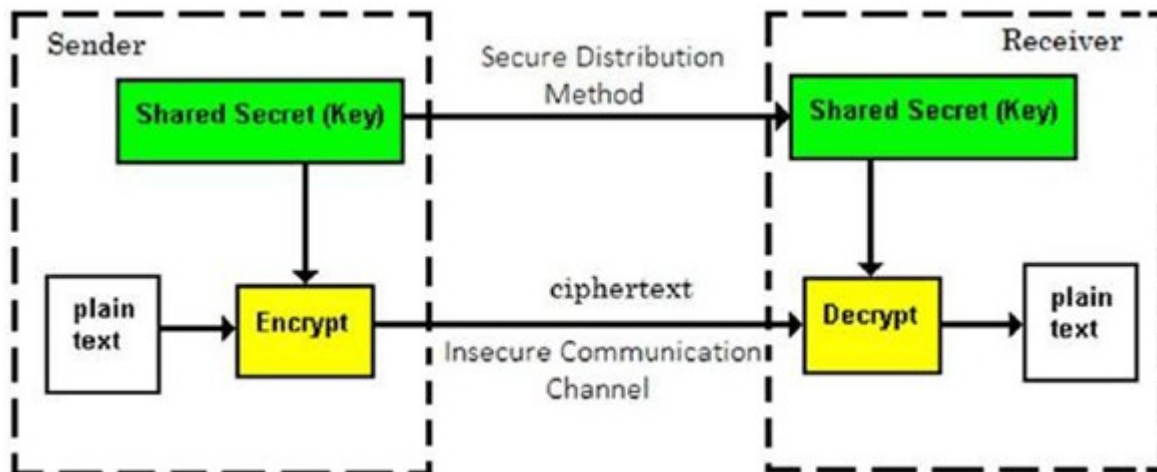 Sender
Secure Distribution
Method
Receiver
Shared Secret (Key)
Shared Secret (Key)
plain
text
Encrypt
ciphertext
Insecure Communication
Channel
Decrypt
plain
text